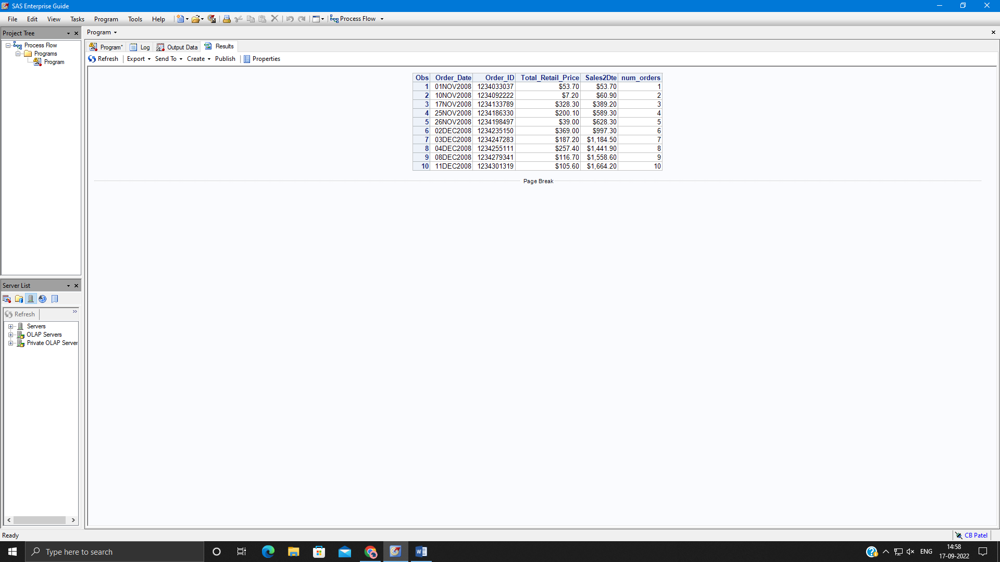 SAS Enterprise Guide
File Edit View Tasks Program Tools Help Process Flow
Project Tree
Process Flow
Programs
Program
Program
Program* Log Output Data Results
Refresh Export Send To Create Publish Properties
Obs Order_Date Order_ID Total_Retail_Price Sales2Dte num_orders
1 01NOV2008 1234033037 $53.70 $53.70 1
2 10NOV2008 1234092222 $7.20 $60.90 2
3 17NOV2008 1234133789 $328.30 $389.20 3
4 25NOV2008 1234186330 $200.10 $589.30 4
5 26NOV2008 1234198497 $39.00 $628.30 5
6 02DEC2008 1234235150 $369.00 $997.30 6
7 03DEC2008 1234247283 $187.20 $1,184.50 7
8 04DEC2008 1234255111 $257.40 $1,441.90 8
9 08DEC2008 1234279341 $116.70 $1,558.60 9
10 11DEC2008 1234301319 $105.60 $1,664.20 10
Page Break
Server List
Refresh
Servers
OLAP Servers
Private OLAP Server
Ready
CB Patel
Type here to search
ENG
14:58
17-09-2022